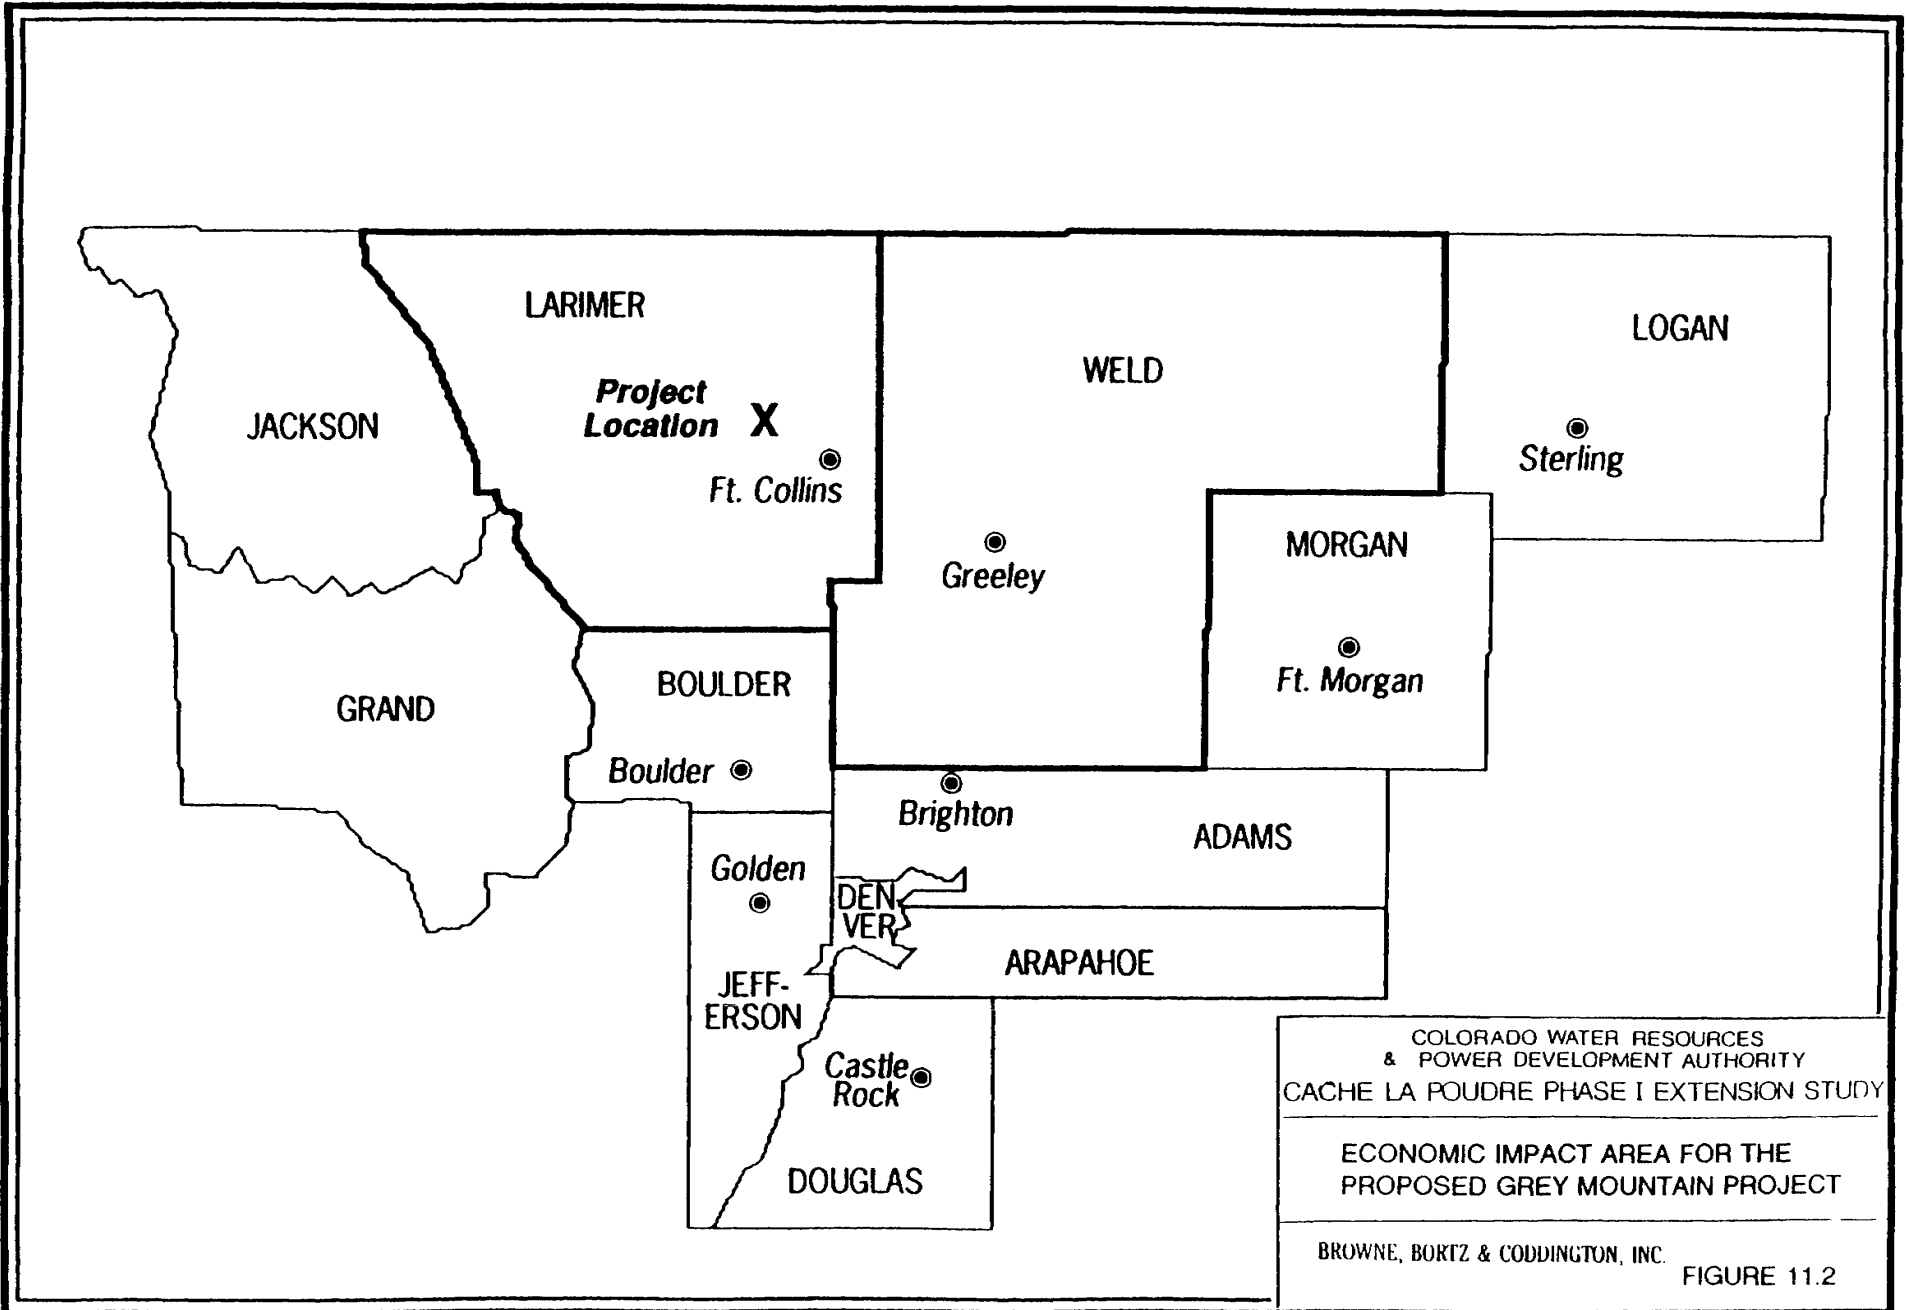 LARIMER
LOGAN
WELD
Project
Location X
JACKSON
Sterling
Ft. Collins
MORGAN
Greeley
Ft. Morgan
BOULDER
GRAND
Boulder
Brighton
ADAMS
Golden
DEN
VER
ARAPAHOE
JEFF-
ERSON
Castle
Rock
DOUGLAS
COLORADO WATER RESOURCES
& POWER DEVELOPMENT AUTHORITY
CACHE LA POUDRE PHASE I EXTENSION STUDY
ECONOMIC IMPACT AREA FOR THE
PROPOSED GREY MOUNTAIN PROJECT
BROWNE, BORTZ & CODDINGTON, INC.
FIGURE 11.2